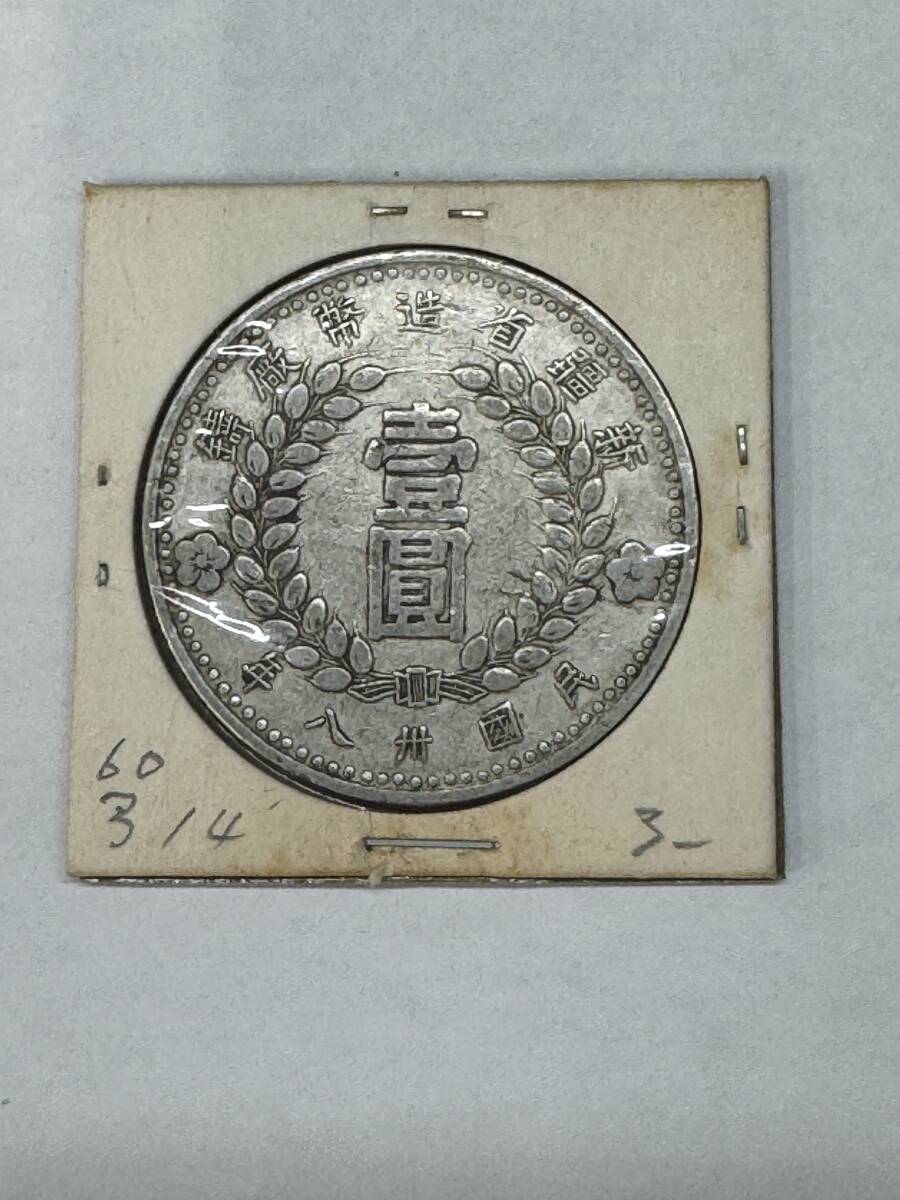 新疆省造幣廠鑄
壹
圓
民國卅八年
60
3 14
3-